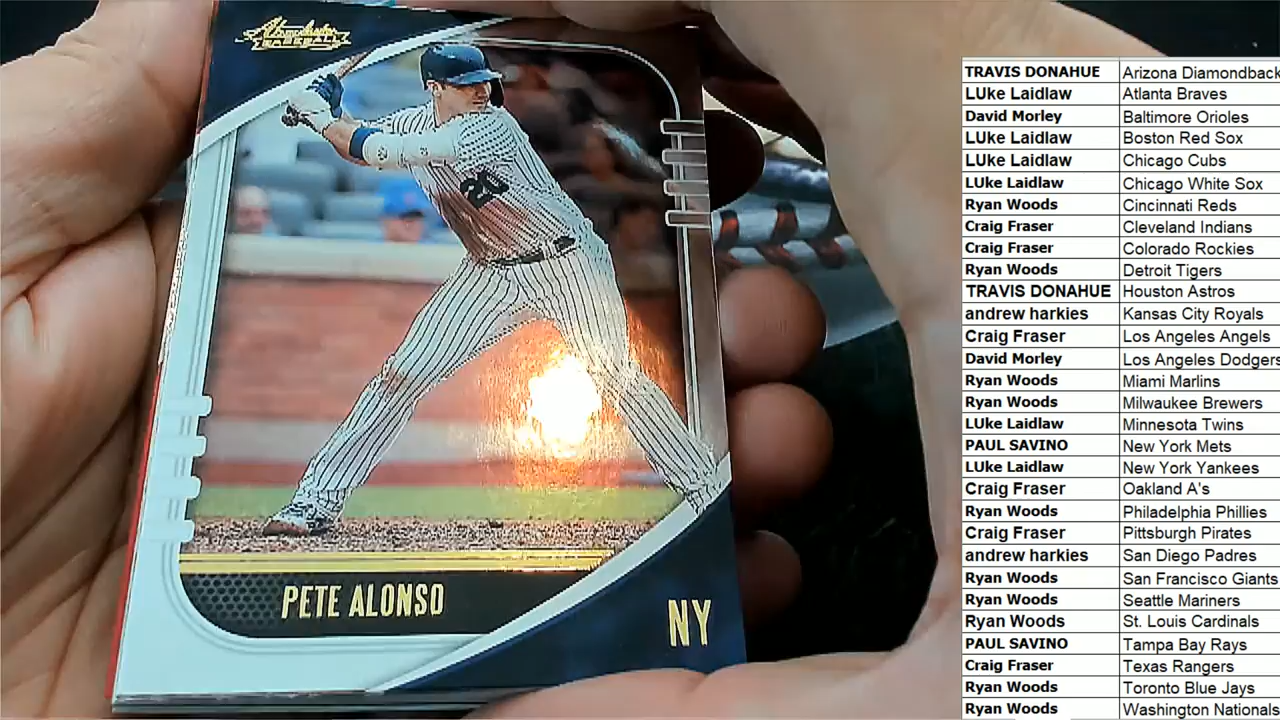 Absolute
BASEBALL
20
PETE ALONSO
NY
TRAVIS DONAHUE Arizona Diamondback
LUke Laidlaw Atlanta Braves
David Morley Baltimore Orioles
LUke Laidlaw Boston Red Sox
LUke Laidlaw Chicago Cubs
LUke Laidlaw Chicago White Sox
Ryan Woods Cincinnati Reds
Craig Fraser Cleveland Indians
Craig Fraser Colorado Rockies
Ryan Woods Detroit Tigers
TRAVIS DONAHUE Houston Astros
andrew harkies Kansas City Royals
Craig Fraser Los Angeles Angels
David Morley Los Angeles Dodgers
Ryan Woods Miami Marlins
Ryan Woods Milwaukee Brewers
LUke Laidlaw Minnesota Twins
PAUL SAVINO New York Mets
LUke Laidlaw New York Yankees
Craig Fraser Oakland A's
Ryan Woods Philadelphia Phillies
Craig Fraser Pittsburgh Pirates
andrew harkies San Diego Padres
Ryan Woods San Francisco Giants
Ryan Woods Seattle Mariners
Ryan Woods St. Louis Cardinals
PAUL SAVINO Tampa Bay Rays
Craig Fraser Texas Rangers
Ryan Woods Toronto Blue Jays
Ryan Woods Washington Nationals